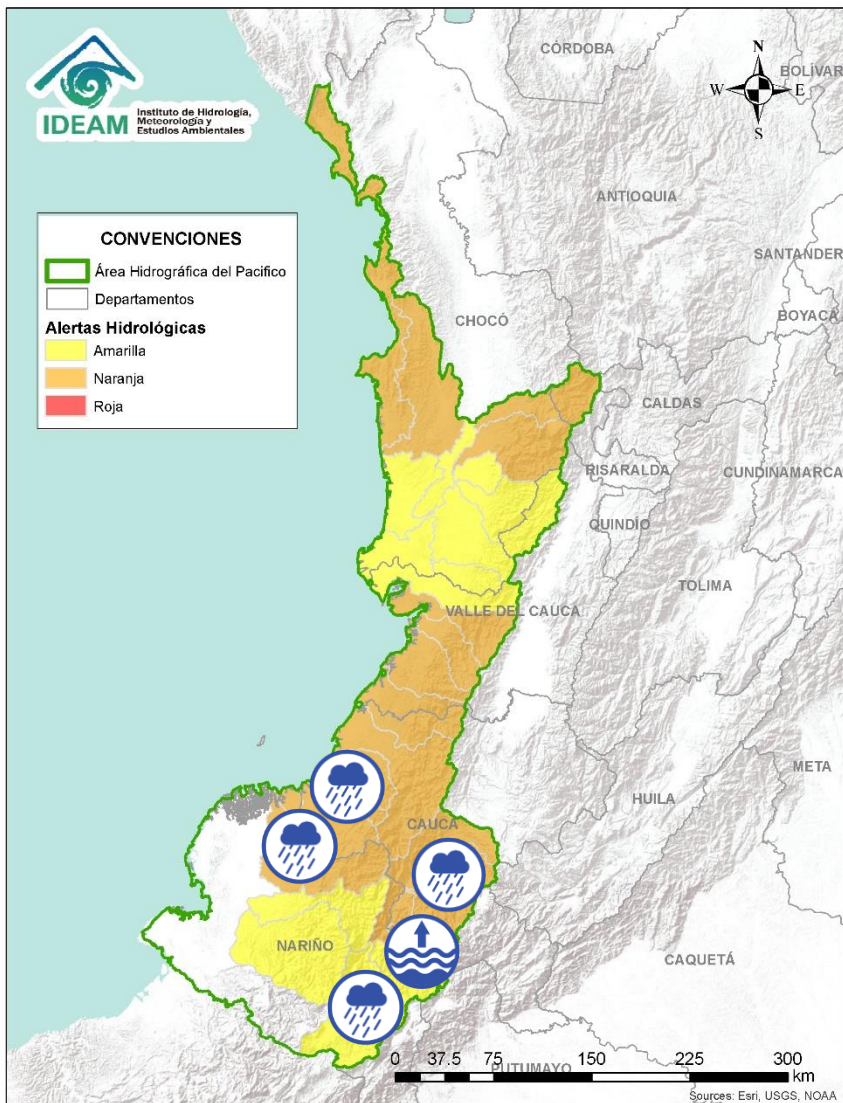 IDEAM
Instituto de Hidrología,
Meteorología y
Estudios Ambientales
N
W
E
S
CÓRDOBA
BOLÍVAR
ANTIOQUIA
SANTANDER
BOYACA
CONVENCIONES
Área Hidrográfica del Pacifico
Departamentos
Alertas Hidrológicas
Amarilla
Naranja
Roja
CHOCÓ
CALDAS
RISARALDA
CUNDINAMARCA
QUINDÍO
TOLIMA
VALLE DEL CAUCA
META
HUILA
CAUCA
NARIÑO
CAQUETÁ
PUTUMAYO
0 37.5 75 150 225 300
km
Sources: Esri, USGS, NOAA